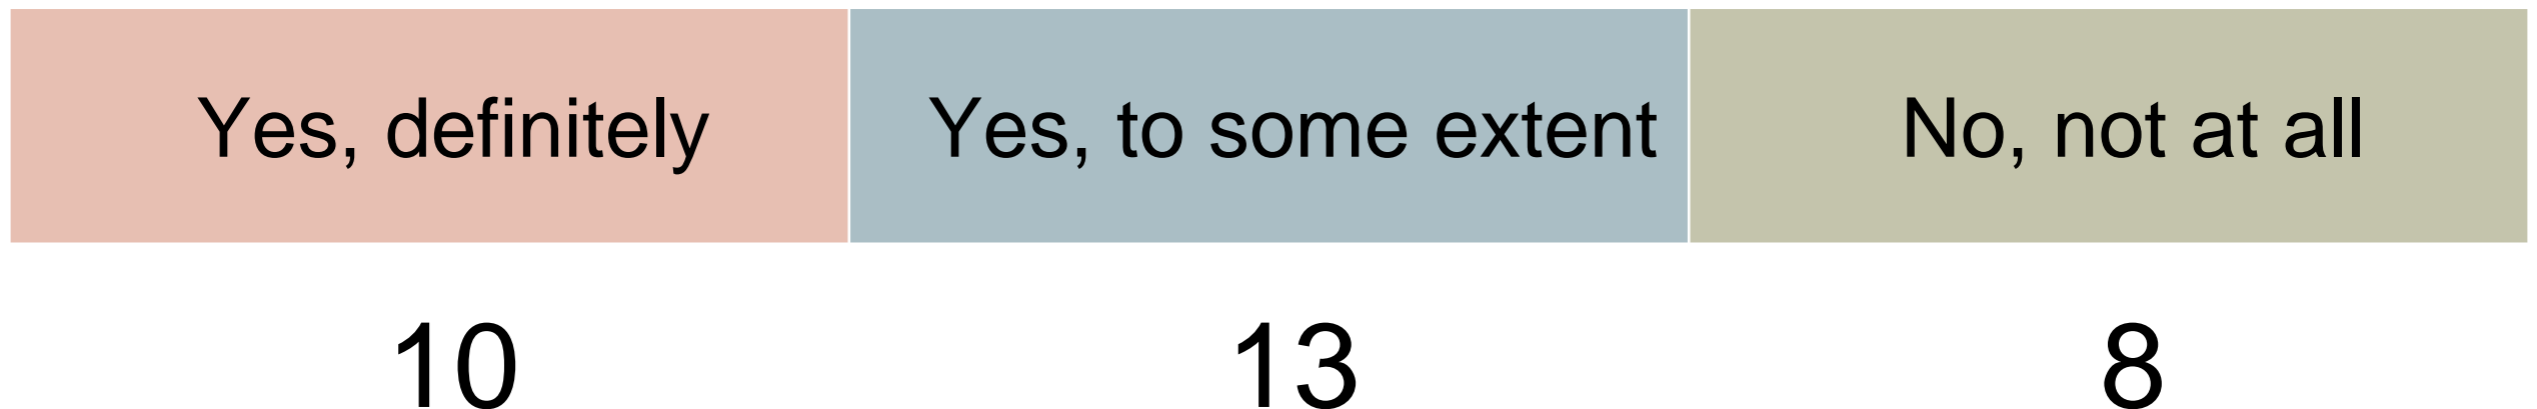 Yes, definitely Yes, to some extent No, not at all
10 13 8